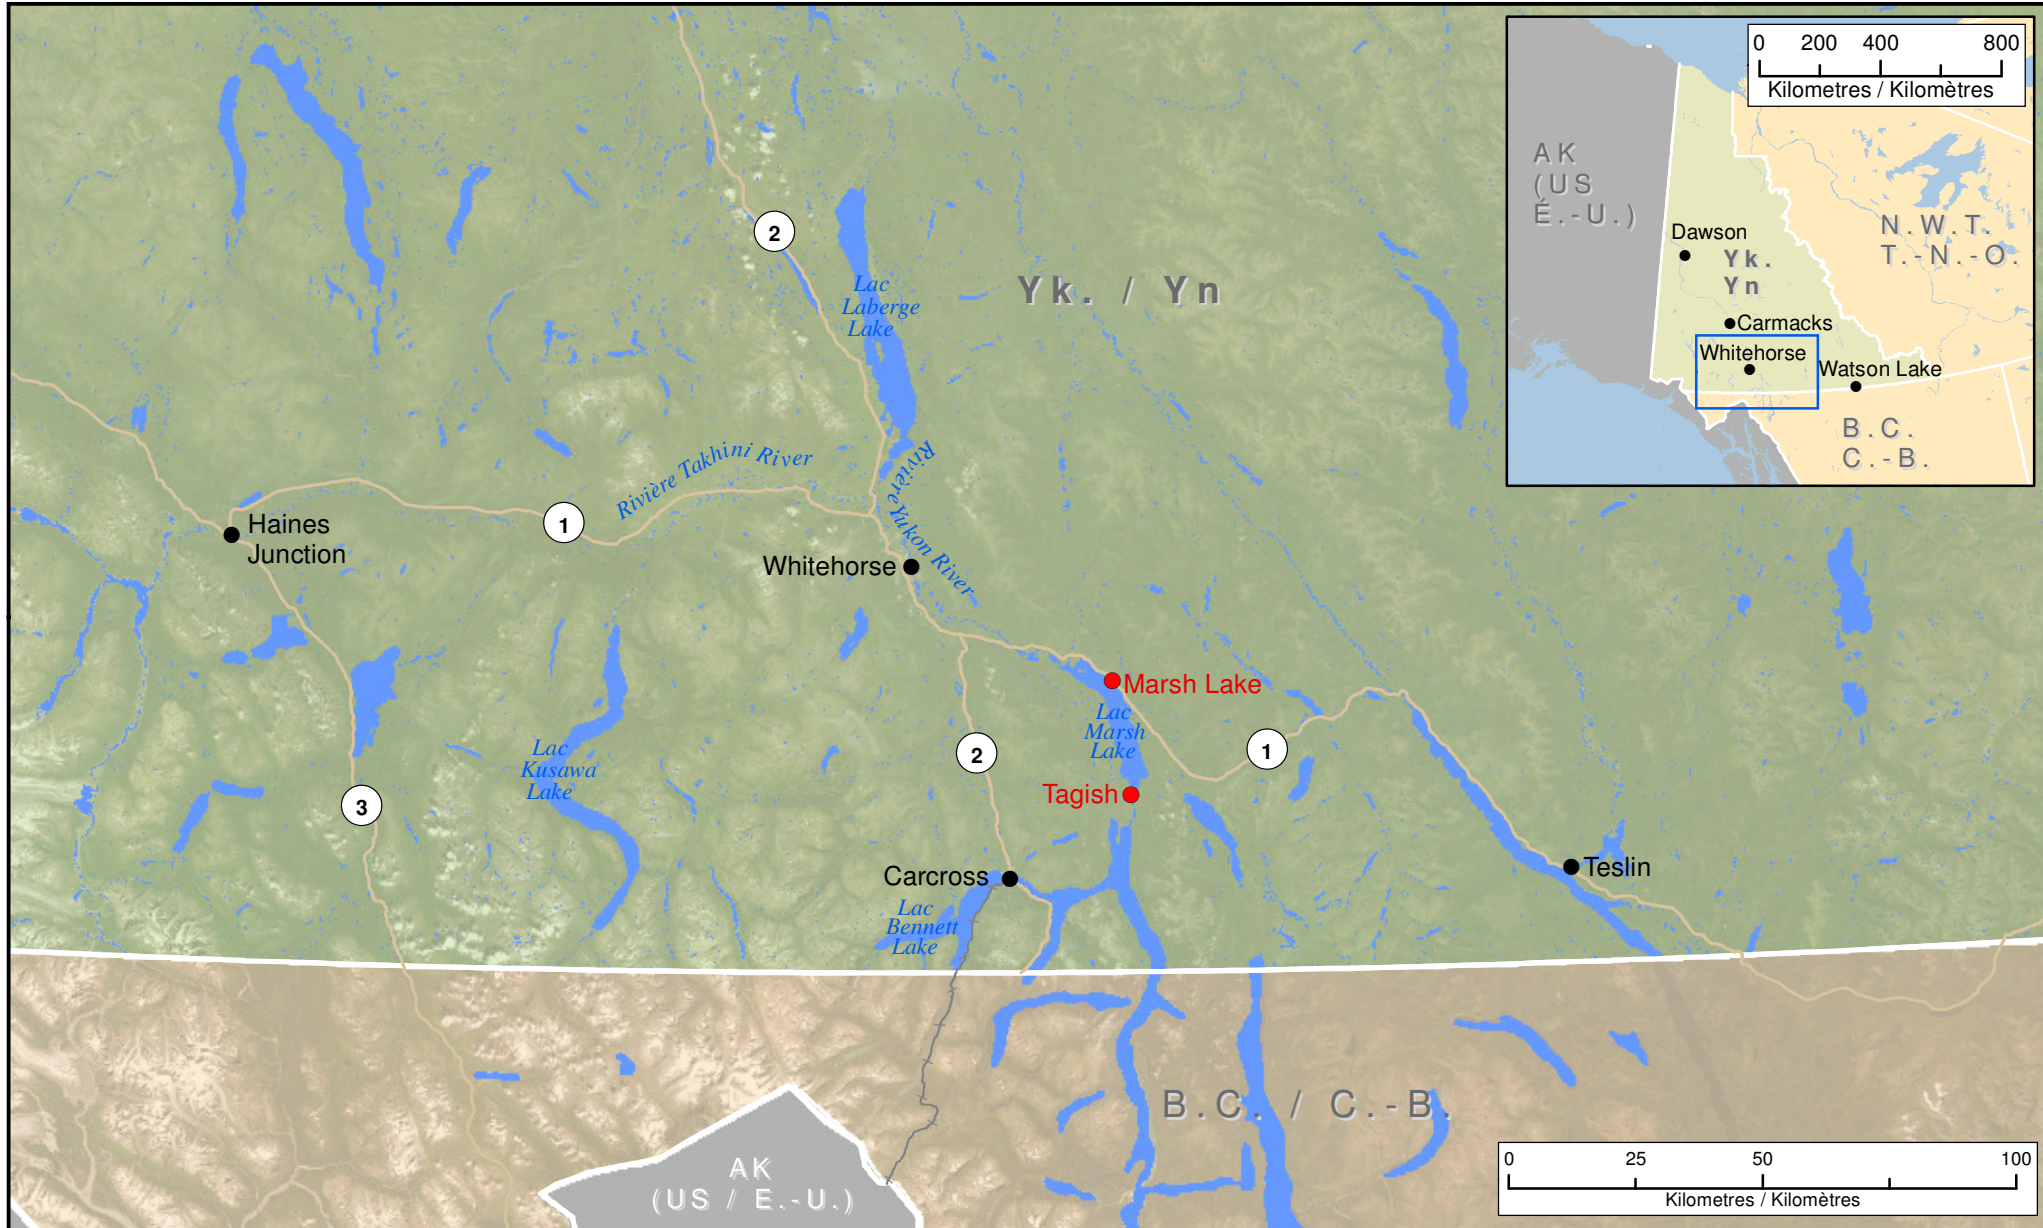 0 200 400 800
Kilometres / Kilomètres
AK
(US
É.-U.)
N.W.T.
T.-N.-O.
Dawson
Yk.
Yn
Carmacks
Whitehorse
Watson Lake
B.C.
C.-B.
2
Lac
Laberge
Lake
Yk. / Yn
Rivière Takhini River
Rivière Yukon River
Haines
Junction
1
Whitehorse
Marsh Lake
Lac
Marsh
Lake
Lac
Kusawa
Lake
2
1
3
Tagish
Carcross
Teslin
Lac
Bennett
Lake
B.C. / C.-B.
AK
(US / E.-U.)
0 25 50 100
Kilometres / Kilomètres